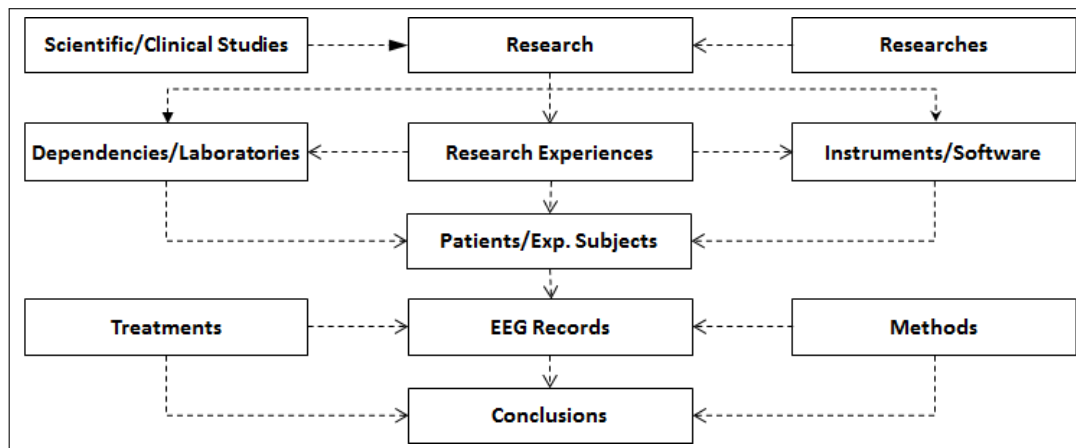 Scientific/Clinical Studies
Research
Researches
Dependencies/Laboratories
Research Experiences
Instruments/Software
Patients/Exp. Subjects
Treatments
EEG Records
Methods
Conclusions